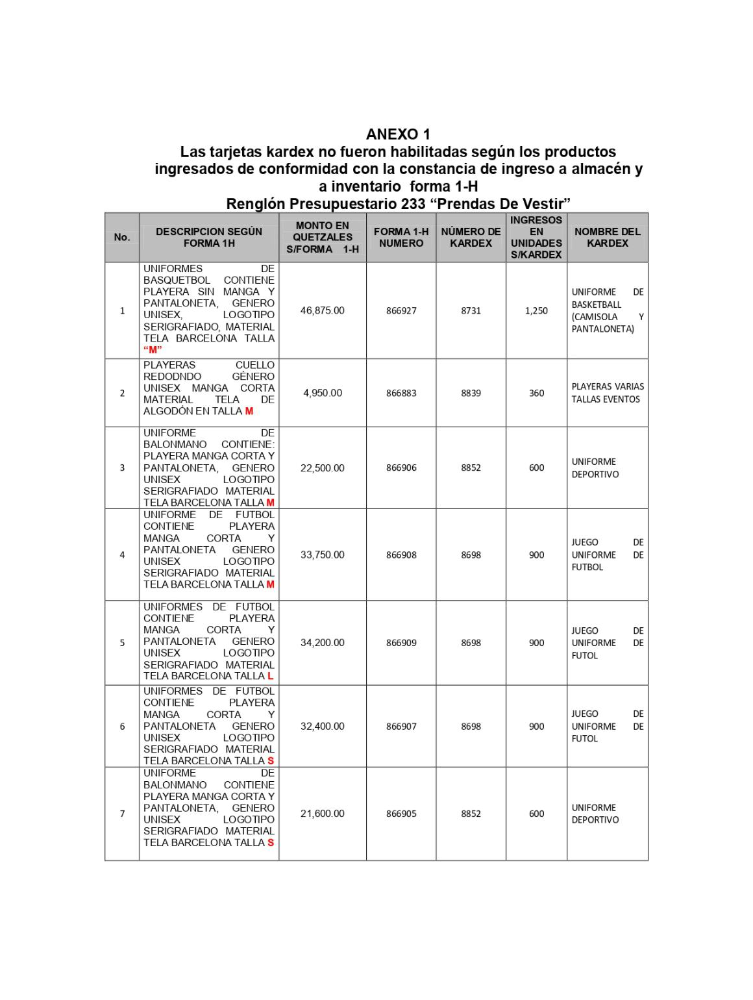 ANEXO 1
Las tarjetas kardex no fueron habilitadas según los productos
ingresados de conformidad con la constancia de ingreso a almacén y
a inventario  forma 1-H
Renglón Presupuestario 233 “Prendas De Vestir”
No.
DESCRIPCION SEGÚN
FORMA 1H
MONTO EN
QUETZALES
S/FORMA 1-H
FORMA 1-H
NUMERO
NÚMERO DE
KARDEX
INGRESOS
EN
UNIDADES
S/KARDEX
NOMBRE DEL
KARDEX
1
UNIFORMES DE
BASQUETBOL CONTIENE
PLAYERA SIN MANGA Y
PANTALONETA, GENERO
UNISEX, LOGOTIPO
SERIGRAFIADO, MATERIAL
TELA BARCELONA TALLA
“M”
46,875.00
866927
8731
1,250
UNIFORME DE
BASKETBALL
(CAMISOLA Y
PANTALONETA)
2
PLAYERAS CUELLO
REDODNDO GÉNERO
UNISEX MANGA CORTA
MATERIAL TELA DE
ALGODÓN EN TALLA M
4,950.00
866883
8839
360
PLAYERAS VARIAS
TALLAS EVENTOS
3
UNIFORME DE
BALONMANO CONTIENE:
PLAYERA MANGA CORTA Y
PANTALONETA, GENERO
UNISEX LOGOTIPO
SERIGRAFIADO MATERIAL
TELA BARCELONA TALLA M
22,500.00
866906
8852
600
UNIFORME
DEPORTIVO
4
UNIFORME DE FUTBOL
CONTIENE PLAYERA
MANGA CORTA Y
PANTALONETA GENERO
UNISEX LOGOTIPO
SERIGRAFIADO MATERIAL
TELA BARCELONA TALLA M
33,750.00
866908
8698
900
JUEGO DE
UNIFORME DE
FUTBOL
5
UNIFORMES DE FUTBOL
CONTIENE PLAYERA
MANGA CORTA Y
PANTALONETA GENERO
UNISEX LOGOTIPO
SERIGRAFIADO MATERIAL
TELA BARCELONA TALLA L
34,200.00
866909
8698
900
JUEGO DE
UNIFORME DE
FUTOL
6
UNIFORMES DE FUTBOL
CONTIENE PLAYERA
MANGA CORTA Y
PANTALONETA GENERO
UNISEX LOGOTIPO
SERIGRAFIADO MATERIAL
TELA BARCELONA TALLA S
32,400.00
866907
8698
900
JUEGO DE
UNIFORME DE
FUTOL
7
UNIFORME DE
BALONMANO CONTIENE
PLAYERA MANGA CORTA Y
PANTALONETA, GENERO
UNISEX LOGOTIPO
SERIGRAFIADO MATERIAL
TELA BARCELONA TALLA S
21,600.00
866905
8852
600
UNIFORME
DEPORTIVO